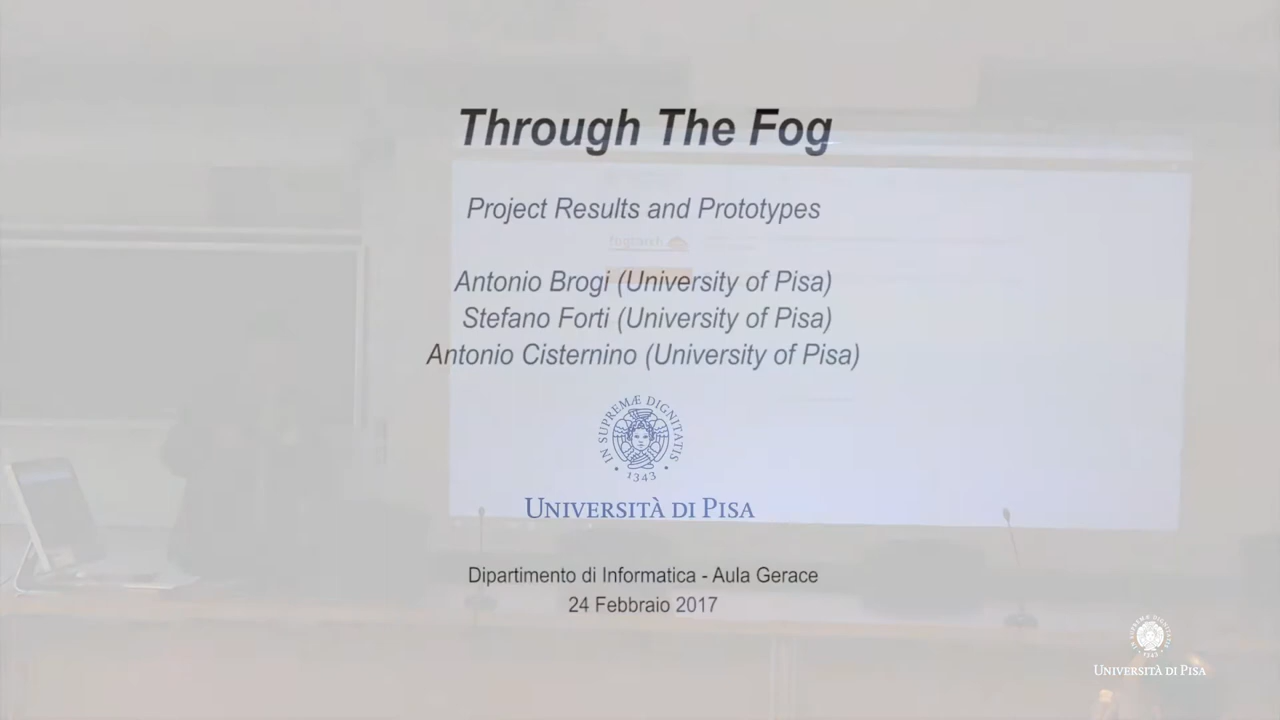 Through The Fog
Project Results and Prototypes
Antonio Brogi (University of Pisa)
Stefano Forti (University of Pisa)
Antonio Cisternino (University of Pisa)
IN SUPREMÆ DIGNITATIS
• 1343 •
UNIVERSITÀ DI PISA
Dipartimento di Informatica - Aula Gerace
24 Febbraio 2017
UNIVERSITÀ DI PISA